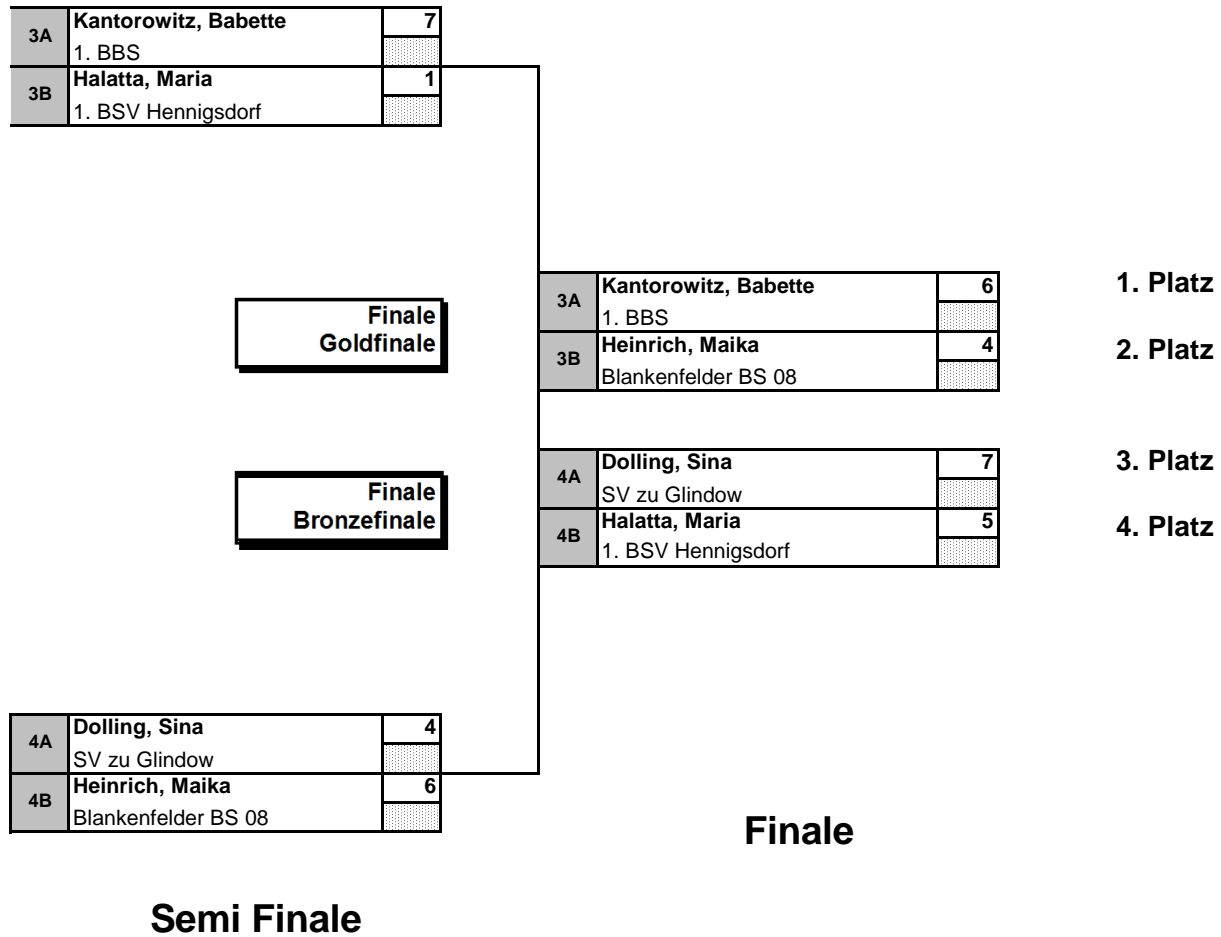 3A Kantorowitz, Babette 7
1. BBS
3B Halatta, Maria 1
1. BSV Hennigsdorf
3A Kantorowitz, Babette 6
1. BBS
3B Heinrich, Maika 4
Blankenfelder BS 08
1. Platz
2. Platz
Finale
Goldfinale
4A Dolling, Sina 7
SV zu Glindow
4B Halatta, Maria 5
1. BSV Hennigsdorf
3. Platz
4. Platz
Finale
Bronzefinale
4A Dolling, Sina 4
SV zu Glindow
4B Heinrich, Maika 6
Blankenfelder BS 08
Finale
Semi Finale